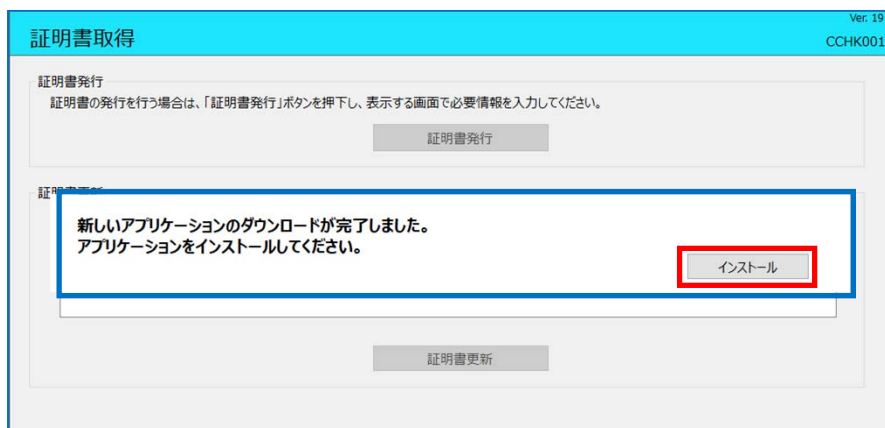 Ver. 19
証明書取得
CCHK001
証明書発行
証明書の発行を行う場合は、「証明書発行」ボタンを押下し、表示する画面で必要情報を入力してください。
証明書発行
新しいアプリケーションのダウンロードが完了しました。
アプリケーションをインストールしてください。
インストール
証明書更新